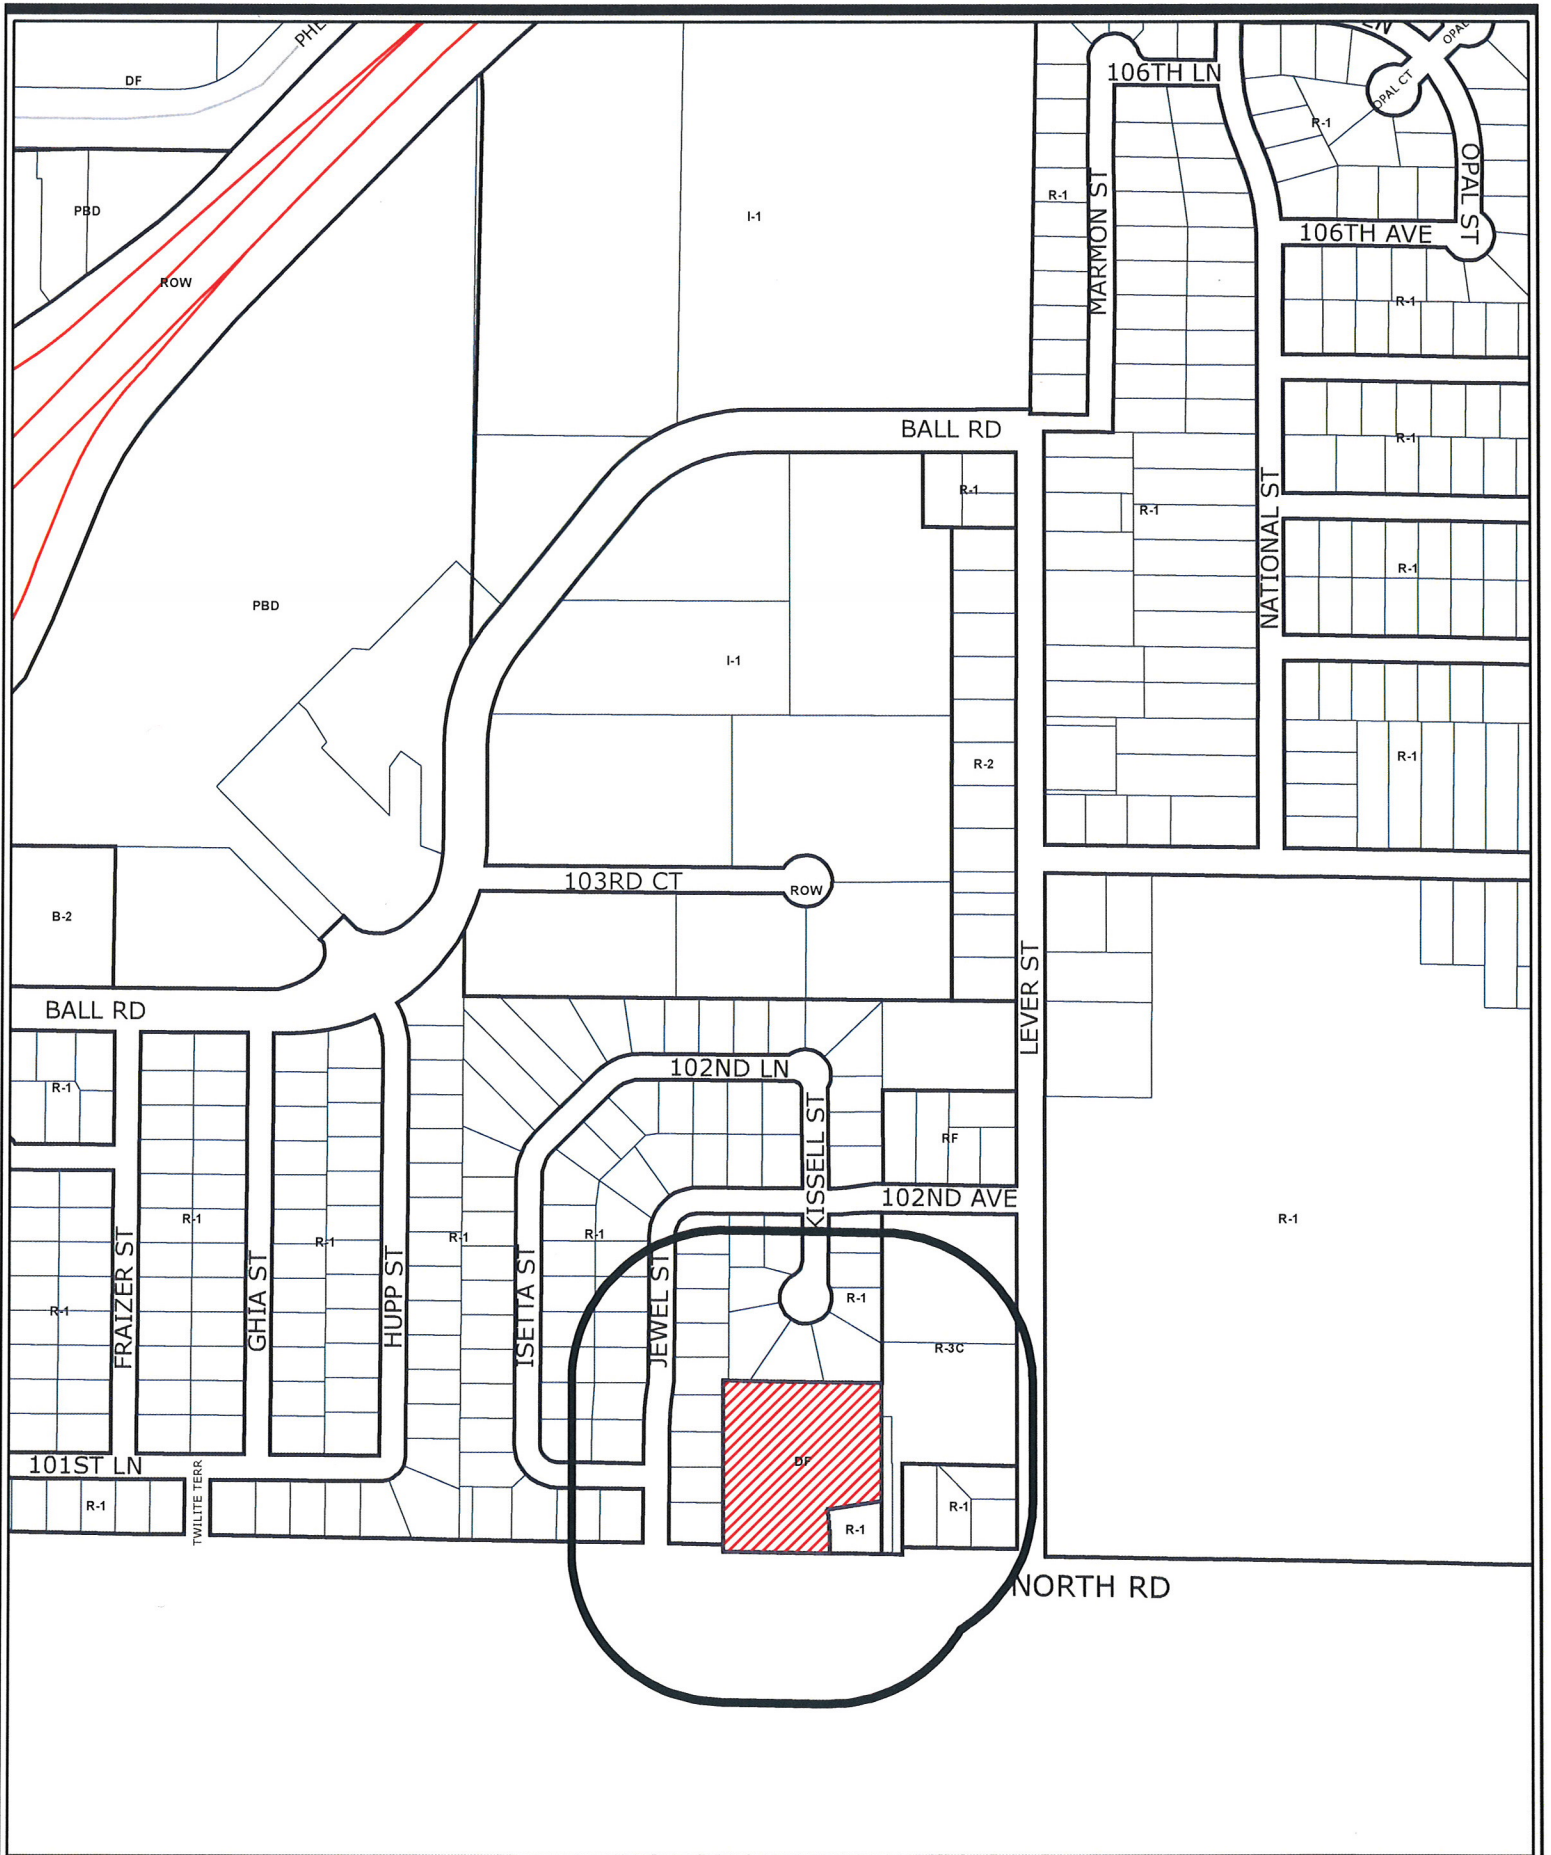 PHE
LN
OPAL
DF
106TH LN
OPAL CT
R-1
PBD
R-1
I-1
MARMON ST
OPAL ST
106TH AVE
ROW
R-1
BALL RD
R-1
R-1
R-1
NATIONAL ST
R-1
PBD
I-1
R-2
R-1
103RD CT
ROW
B-2
LEVER ST
BALL RD
102ND LN
R-1
KISSELL ST
RF
102ND AVE
R-1
R-1
R-1
R-1
R-1
R-1
FRAIZER ST
GHIA ST
HUPP ST
ISETTA ST
JEWEL ST
R-1
R-1
R-3C
DF
101ST LN
TWILITE TERR
R-1
R-1
R-1
NORTH RD